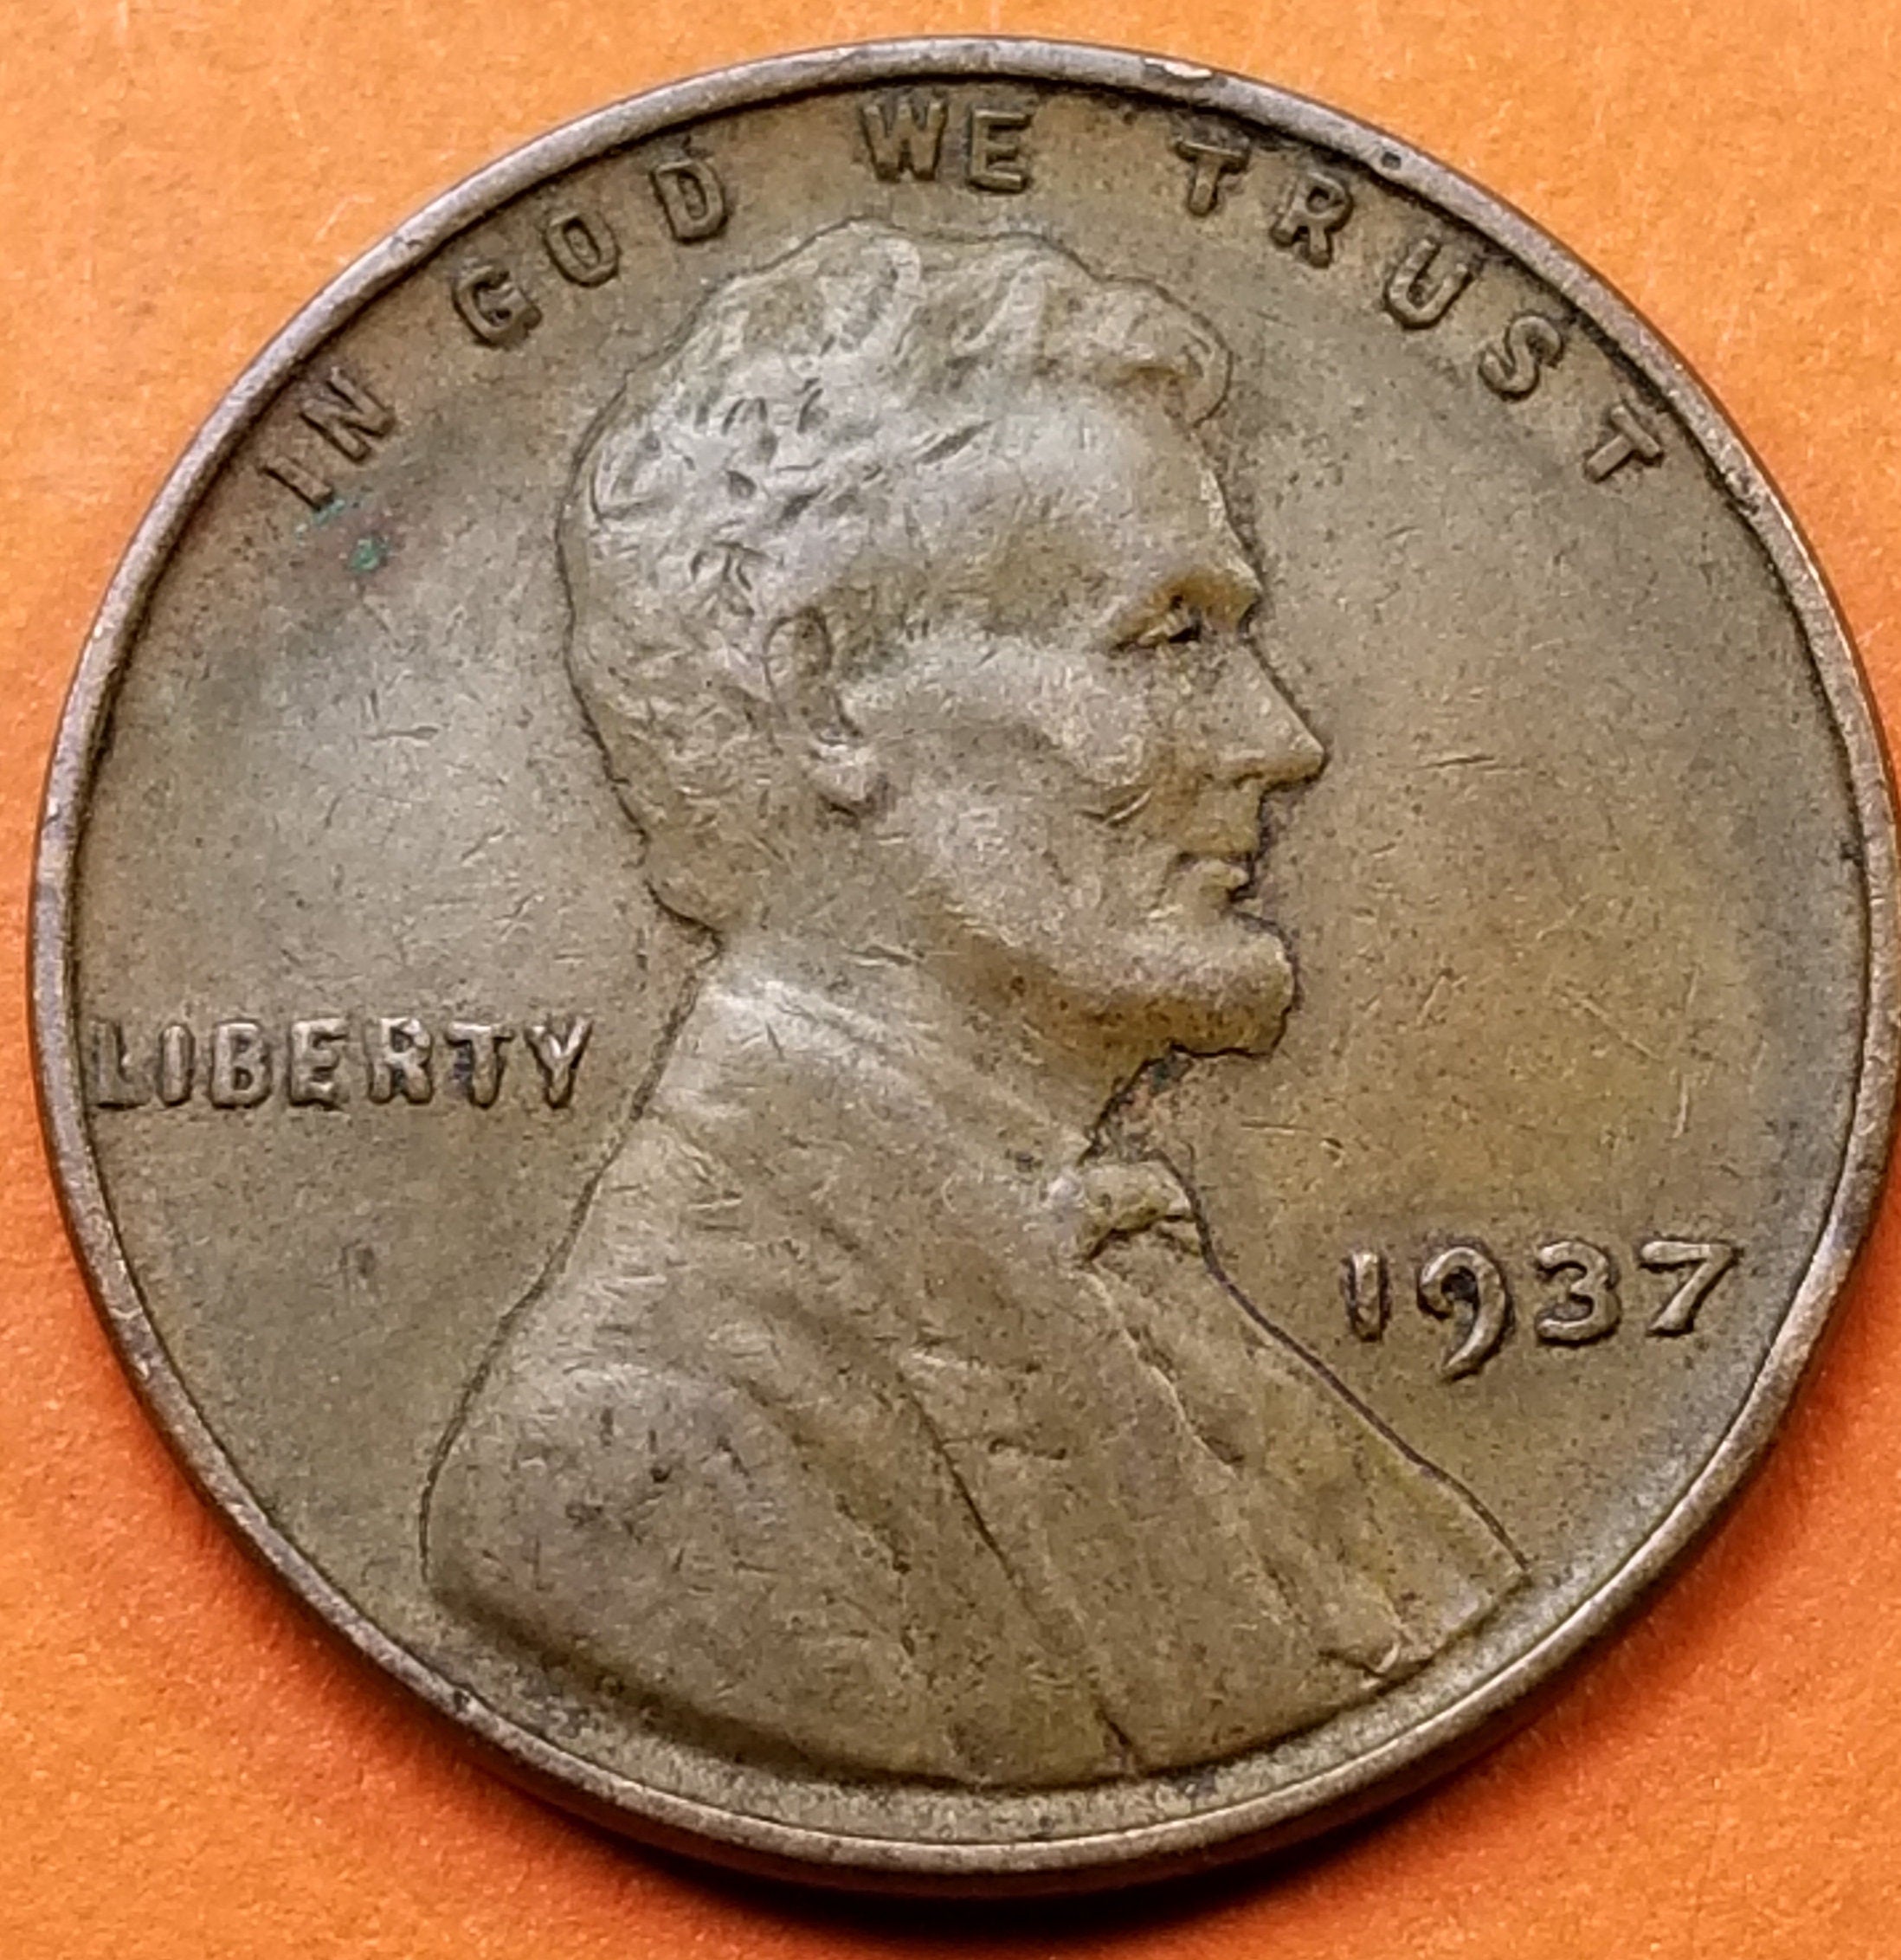 IN GOD WE TRUST
LIBERTY
1937